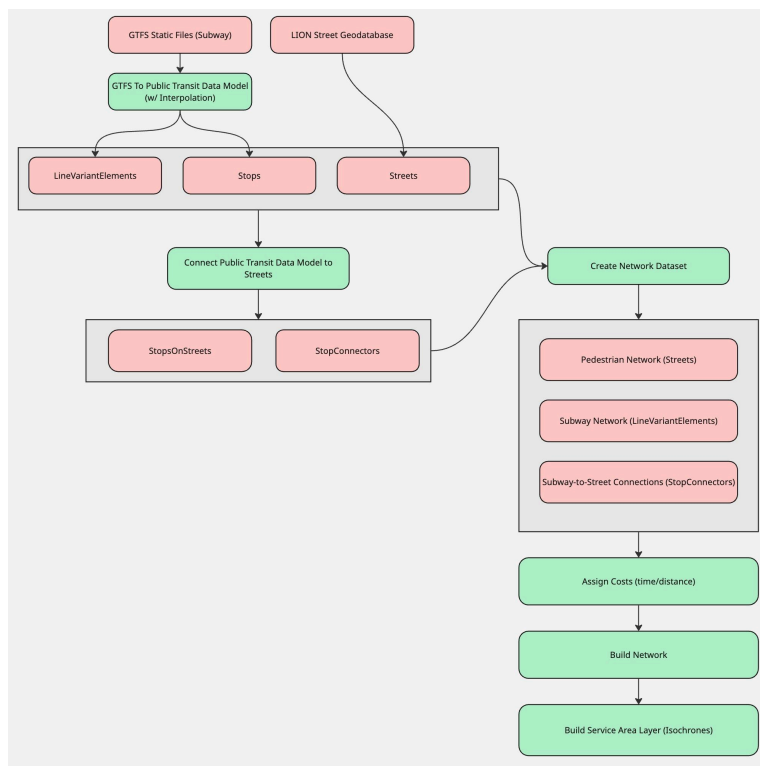 GTFS Static Files (Subway)
LION Street Geodatabase
GTFS To Public Transit Data Model
(w/ Interpolation)
LineVariantElements
Stops
Streets
Connect Public Transit Data Model to
Streets
Create Network Dataset
StopsOnStreets
StopConnectors
Pedestrian Network (Streets)
Subway Network (LineVariantElements)
Subway-to-Street Connections (StopConnectors)
Assign Costs (time/distance)
Build Network
Build Service Area Layer (Isochrones)